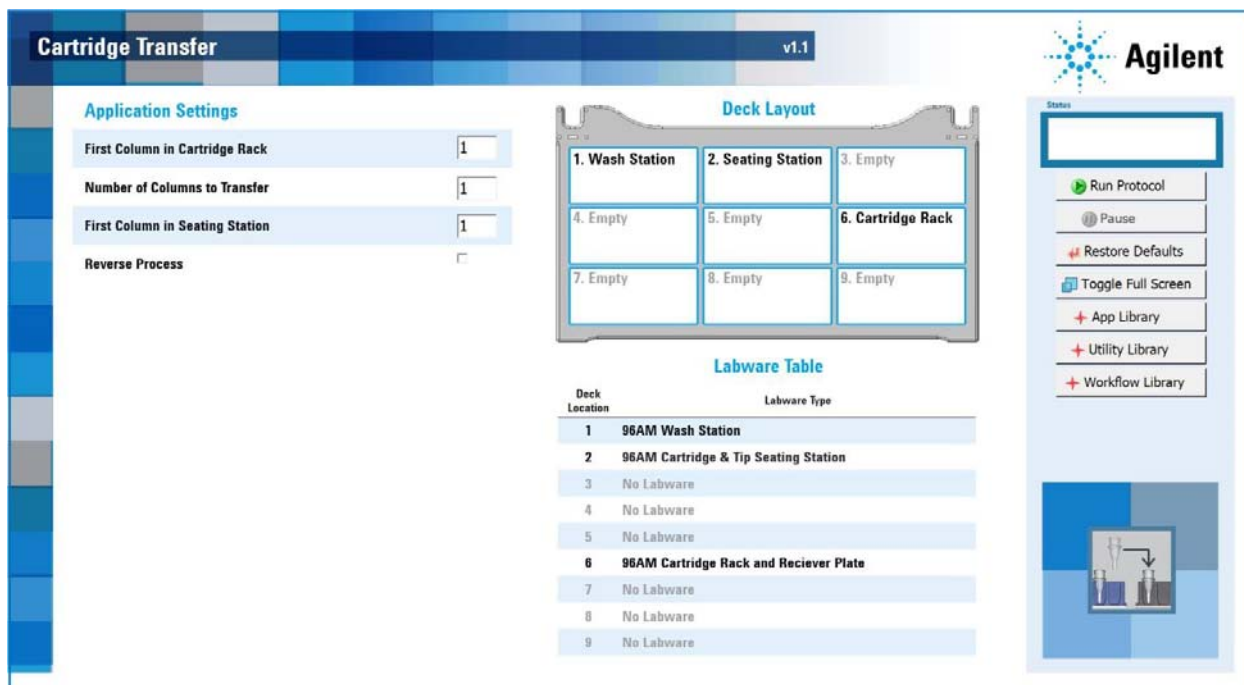 Cartridge Transfer
v1.1
Agilent
Application Settings
First Column in Cartridge Rack 1
Number of Columns to Transfer 1
First Column in Seating Station 1
Reverse Process
Deck Layout
1. Wash Station 2. Seating Station 3. Empty
4. Empty 5. Empty 6. Cartridge Rack
7. Empty 8. Empty 9. Empty
Labware Table
Deck Location Labware Type
1 96AM Wash Station
2 96AM Cartridge & Tip Seating Station
3 No Labware
4 No Labware
5 No Labware
6 96AM Cartridge Rack and Reciever Plate
7 No Labware
8 No Labware
9 No Labware
Status
Run Protocol
Pause
Restore Defaults
Toggle Full Screen
App Library
Utility Library
Workflow Library